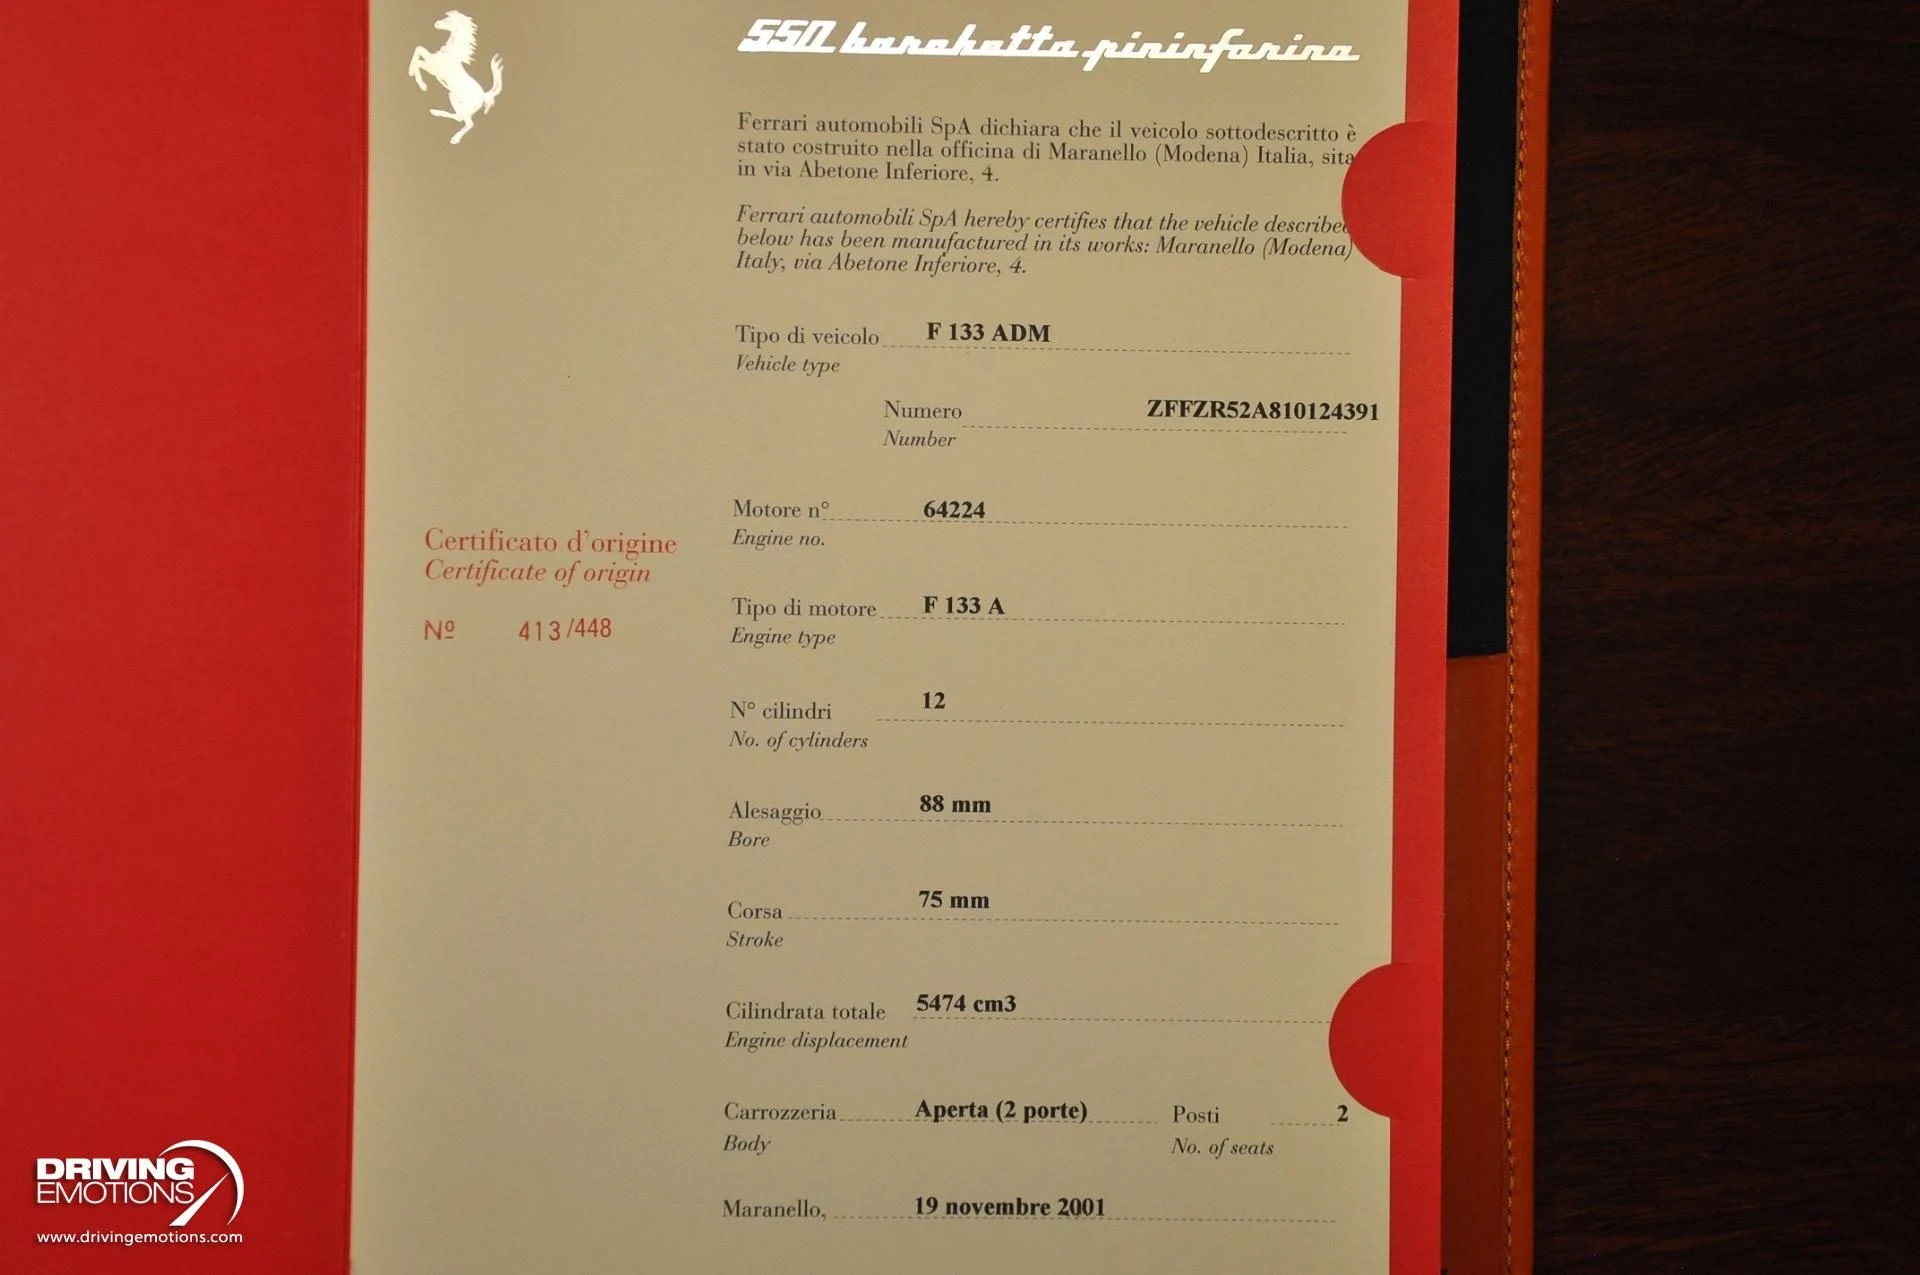 550 barchetta pininfarina
Ferrari automobili SpA dichiara che il veicolo sottodescritto è
stato costruito nella officina di Maranello (Modena) Italia, sita
in via Abetone Inferiore, 4.
Ferrari automobili SpA hereby certifies that the vehicle described
below has been manufactured in its works: Maranello (Modena)
Italy, via Abetone Inferiore, 4.
Tipo di veicolo F 133 ADM
Vehicle type
Numero ZFFZR52A810124391
Number
Motore n° 64224
Engine no.
Certificato d'origine
Certificate of origin
Nº 413/448
Tipo di motore F 133 A
Engine type
N° cilindri 12
No. of cylinders
Alesaggio 88 mm
Bore
Corsa 75 mm
Stroke
Cilindrata totale 5474 cm3
Engine displacement
Carrozzeria Aperta (2 porte) Posti 2
Body No. of seats
Maranello, 19 novembre 2001
DRIVING
EMOTIONS
www.drivingemotions.com